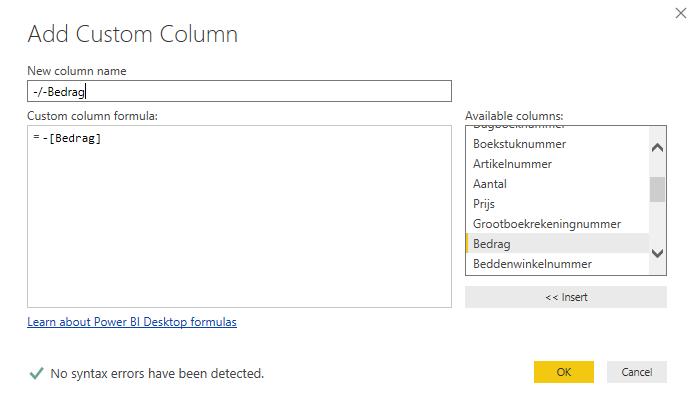 Add Custom Column
New column name
-/-Bedrag
Custom column formula:
= -[Bedrag]
Available columns:
Dagboeknummer
Boekstuknummer
Artikelnummer
Aantal
Prijs
Grootboekrekeningnummer
Bedrag
Beddenwinkelnummer
<< Insert
Learn about Power BI Desktop formulas
No syntax errors have been detected.
OK
Cancel